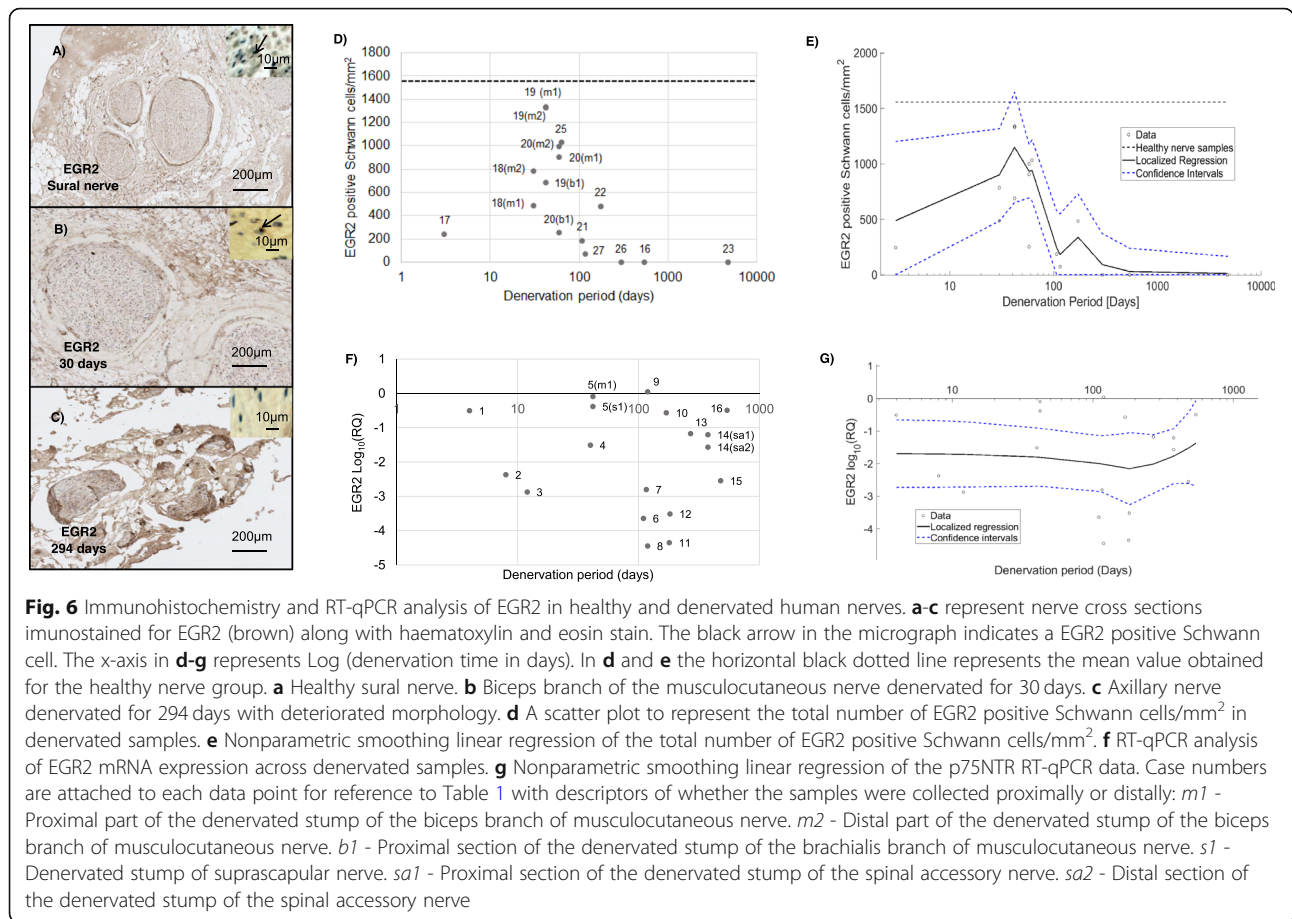 A)
10µm
EGR2
Sural nerve
200µm
B)
10µm
EGR2
30 days
200µm
C)
10µm
EGR2
294 days
200µm
D)
EGR2 positive Schwann cells/mm²
1800
1600
1400
1200
1000
800
600
400
200
0
19 (m1)
19(m2)
25
20(m2)
20(m1)
18(m2)
19(b1)
22
18(m1)
17
20(b1)
21
27
26
16
23
1
10
100
1000
10000
Denervation period (days)
E)
EGR2 positive Schwann cells/mm²
2000
1500
1000
500
0
Data
Healthy nerve samples
Localized Regression
Confidence Intervals
10
100
1000
10000
Denervation Period [Days]
F)
EGR2 Log10(RQ)
1
0
-1
-2
-3
-4
-5
1
10
100
1000
5(m1)
9
1
5(s1)
10
16
13
14(sa1)
4
14(sa2)
2
15
3
7
12
6
8
11
Denervation period (days)
G)
EGR2 log10(RQ)
1
0
-1
-2
-3
-4
10
100
1000
Data
Localized regression
Confidence intervals
Denervation period (Days)
Fig. 6 Immunohistochemistry and RT-qPCR analysis of EGR2 in healthy and denervated human nerves. a-c represent nerve cross sections
imunostained for EGR2 (brown) along with haematoxylin and eosin stain. The black arrow in the micrograph indicates a EGR2 positive Schwann
cell. The x-axis in d-g represents Log (denervation time in days). In d and e the horizontal black dotted line represents the mean value obtained
for the healthy nerve group. a Healthy sural nerve. b Biceps branch of the musculocutaneous nerve denervated for 30 days. c Axillary nerve
denervated for 294 days with deteriorated morphology. d A scatter plot to represent the total number of EGR2 positive Schwann cells/mm² in
denervated samples. e Nonparametric smoothing linear regression of the total number of EGR2 positive Schwann cells/mm². f RT-qPCR analysis
of EGR2 mRNA expression across denervated samples. g Nonparametric smoothing linear regression of the p75NTR RT-qPCR data. Case numbers
are attached to each data point for reference to Table 1 with descriptors of whether the samples were collected proximally or distally: m1 -
Proximal part of the denervated stump of the biceps branch of musculocutaneous nerve. m2 - Distal part of the denervated stump of the biceps
branch of musculocutaneous nerve. b1 - Proximal section of the denervated stump of the brachialis branch of musculocutaneous nerve. s1 -
Denervated stump of suprascapular nerve. sa1 - Proximal section of the denervated stump of the spinal accessory nerve. sa2 - Distal section of
the denervated stump of the spinal accessory nerve